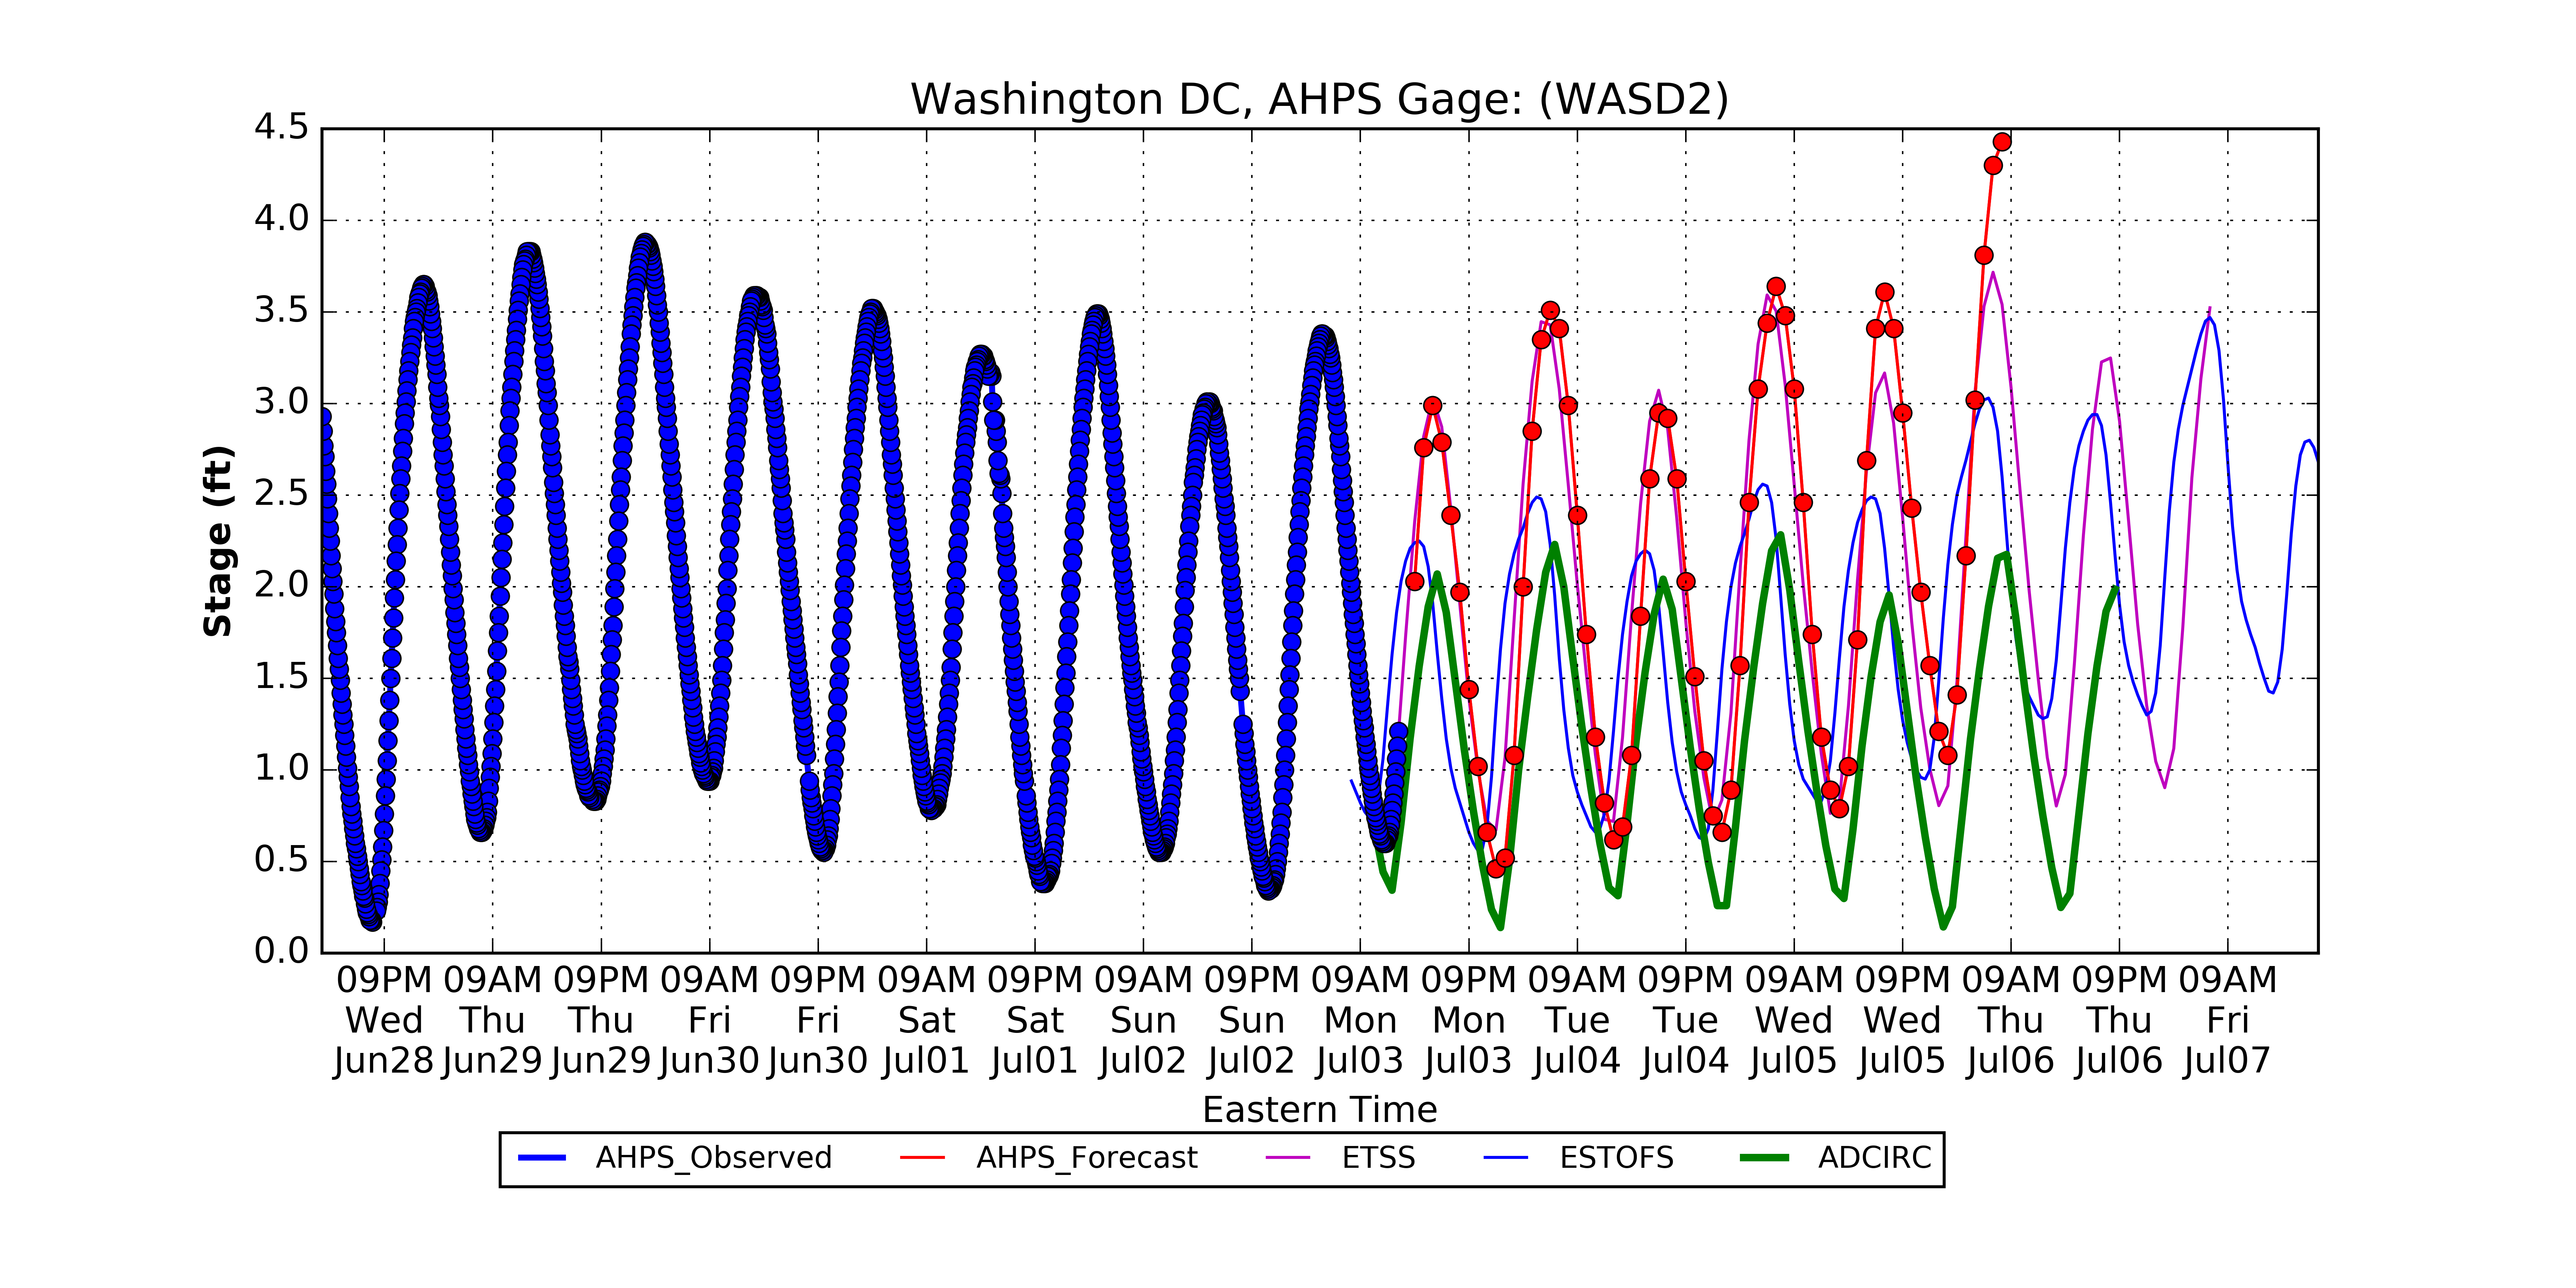 Washington DC, AHPS Gage: (WASD2)
4.5
4.0
3.5
3.0
2.5
2.0
1.5
1.0
0.5
0.0
Stage (ft)
09PM 09AM 09PM 09AM 09PM 09AM 09PM 09AM 09PM 09AM 09PM 09AM 09PM 09AM 09PM 09AM 09PM 09AM
Wed Thu Thu Fri Fri Sat Sat Sun Sun Mon Mon Tue Tue Wed Wed Thu Thu Fri
Jun28 Jun29 Jun29 Jun30 Jun30 Jul01 Jul01 Jul02 Jul02 Jul03 Jul03 Jul04 Jul04 Jul05 Jul05 Jul06 Jul06 Jul07
Eastern Time
AHPS_Observed AHPS_Forecast ETSS ESTOFS ADCIRC